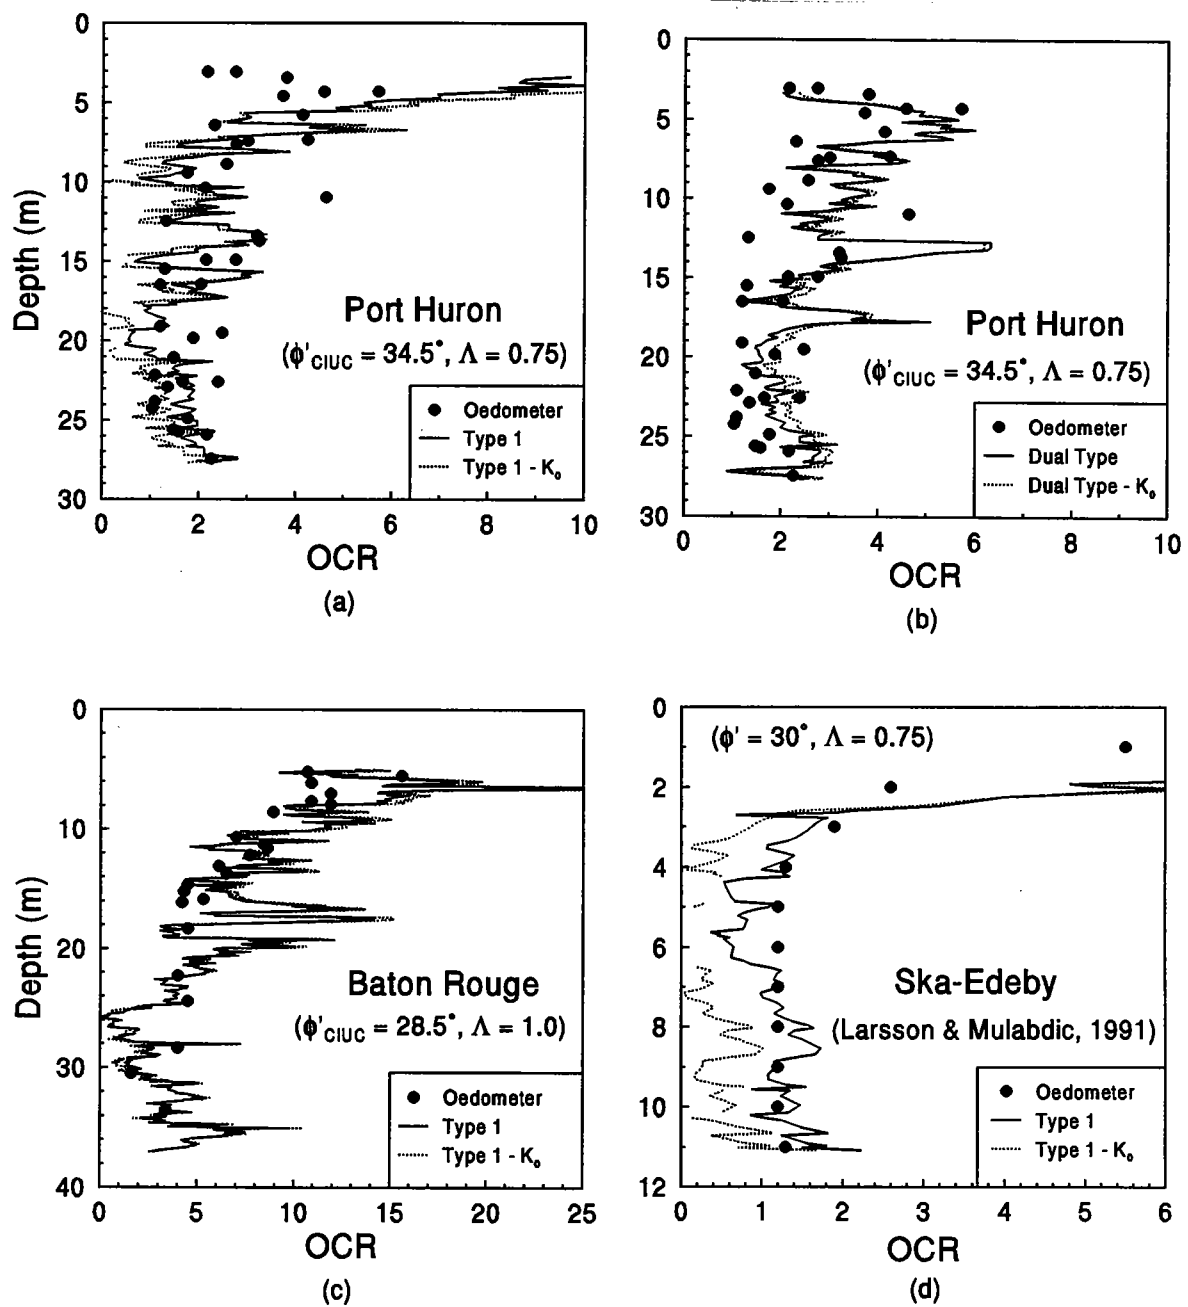 0
5
10
15
20
25
30
Depth (m)
Port Huron
(ϕ'CIUC = 34.5°, Λ = 0.75)
Oedometer
Type 1
Type 1 - Ko
0 2 4 6 8 10
OCR
(a)
0
5
10
15
20
25
30
Port Huron
(ϕ'CIUC = 34.5°, Λ = 0.75)
Oedometer
Dual Type
Dual Type - Ko
0 2 4 6 8 10
OCR
(b)
0
10
20
30
40
Depth (m)
Baton Rouge
(ϕ'CIUC = 28.5°, Λ = 1.0)
Oedometer
Type 1
Type 1 - Ko
0 5 10 15 20 25
OCR
(c)
0
2
4
6
8
10
12
(ϕ' = 30°, Λ = 0.75)
Ska-Edeby
(Larsson & Mulabdic, 1991)
Oedometer
Type 1
Type 1 - Ko
0 1 2 3 4 5 6
OCR
(d)